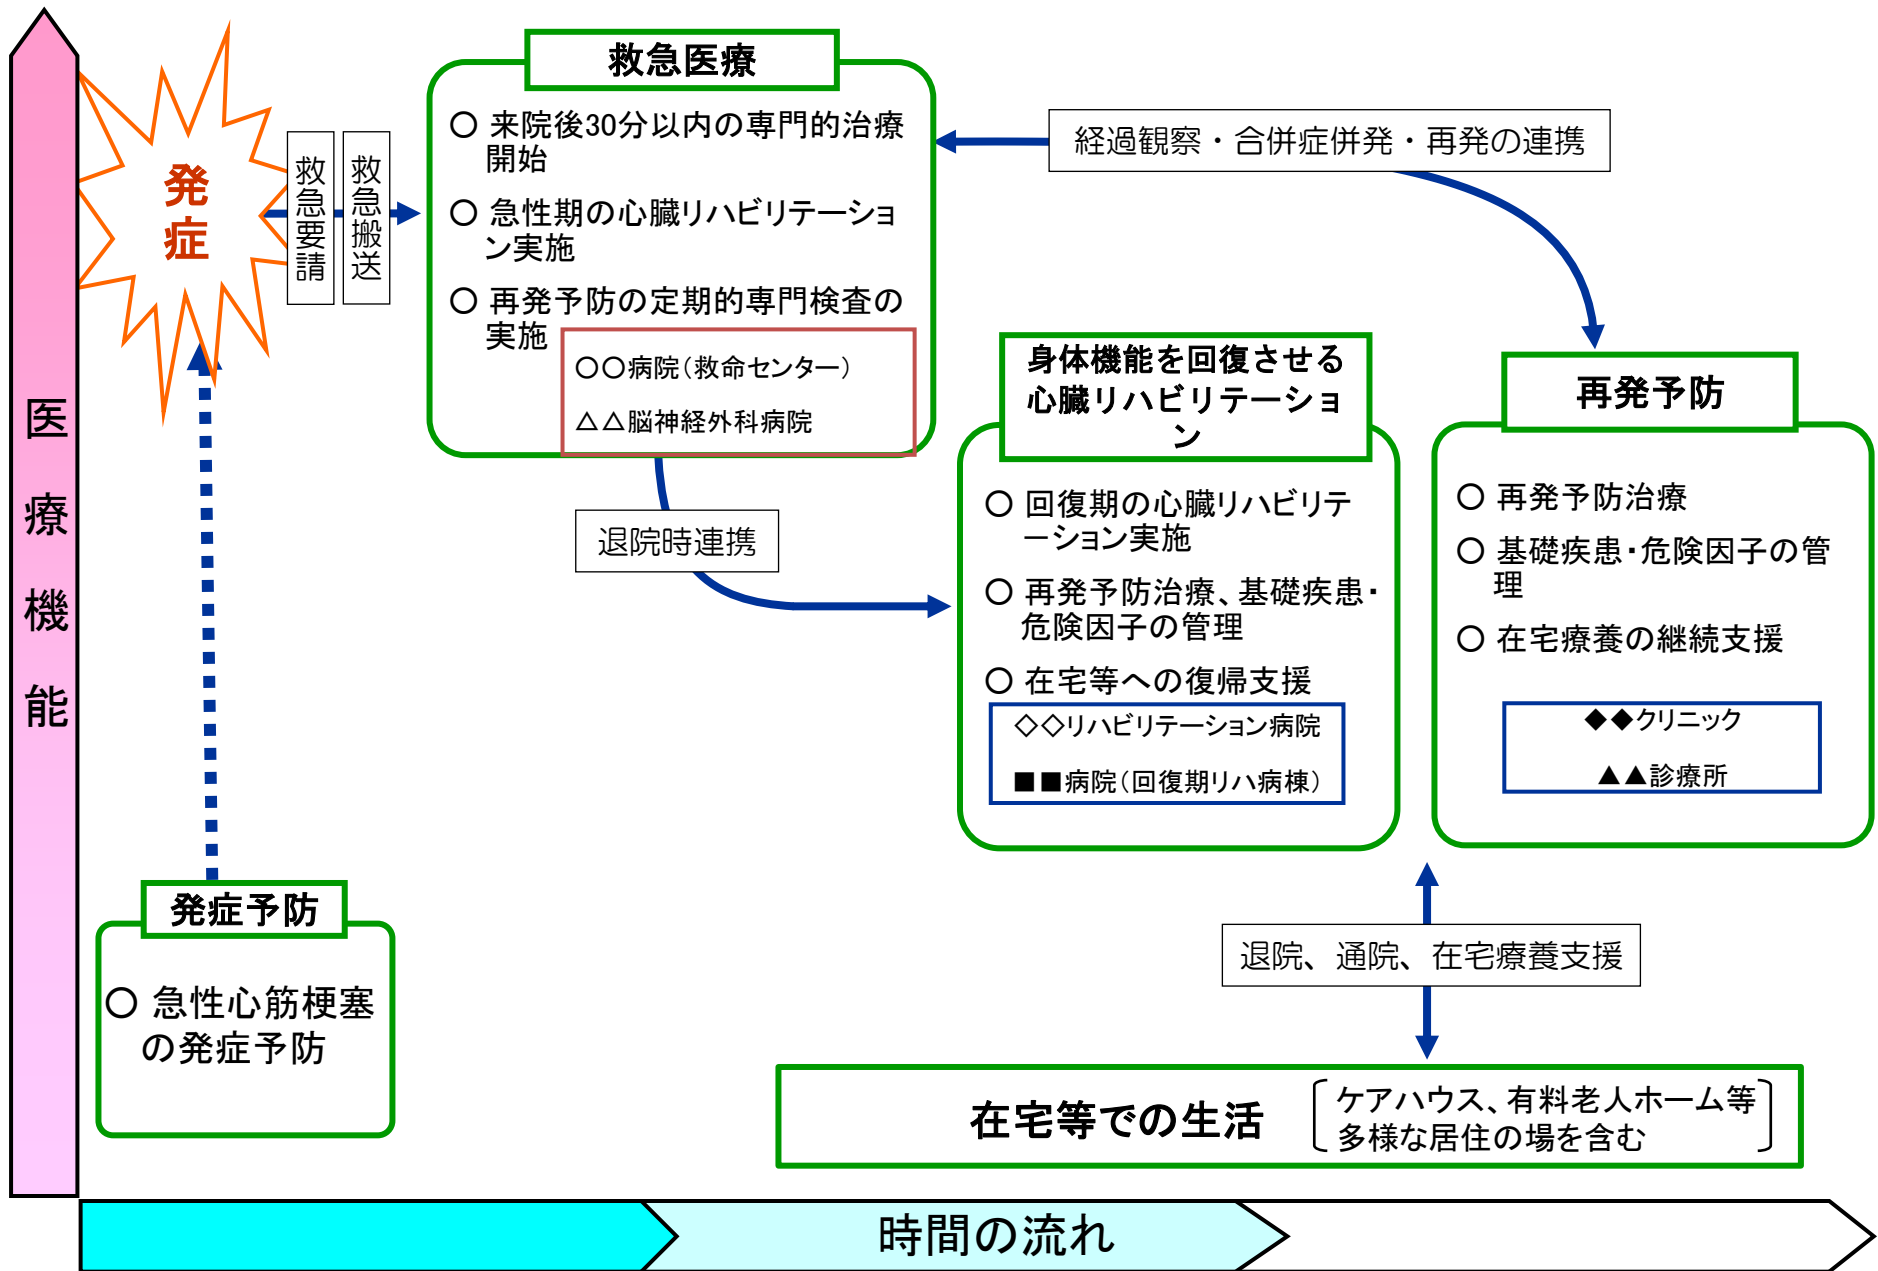 医療機能
発症
救急要請
救急搬送
救急医療
〇 来院後30分以内の専門的治療
開始
〇 急性期の心臓リハビリテーショ
ン実施
〇 再発予防の定期的専門検査の
実施
〇〇病院(救命センター)
△△脳神経外科病院
経過観察・合併症併発・再発の連携
退院時連携
身体機能を回復させる
心臓リハビリテーショ
ン
〇 回復期の心臓リハビリテ
ーション実施
〇 再発予防治療、基礎疾患・
危険因子の管理
〇 在宅等への復帰支援
◇◇リハビリテーション病院
■■病院(回復期リハ病棟)
再発予防
〇 再発予防治療
〇 基礎疾患・危険因子の管
理
〇 在宅療養の継続支援
◆◆クリニック
▲▲診療所
発症予防
〇 急性心筋梗塞
の発症予防
退院、通院、在宅療養支援
在宅等での生活
ケアハウス、有料老人ホーム等
多様な居住の場を含む
時間の流れ